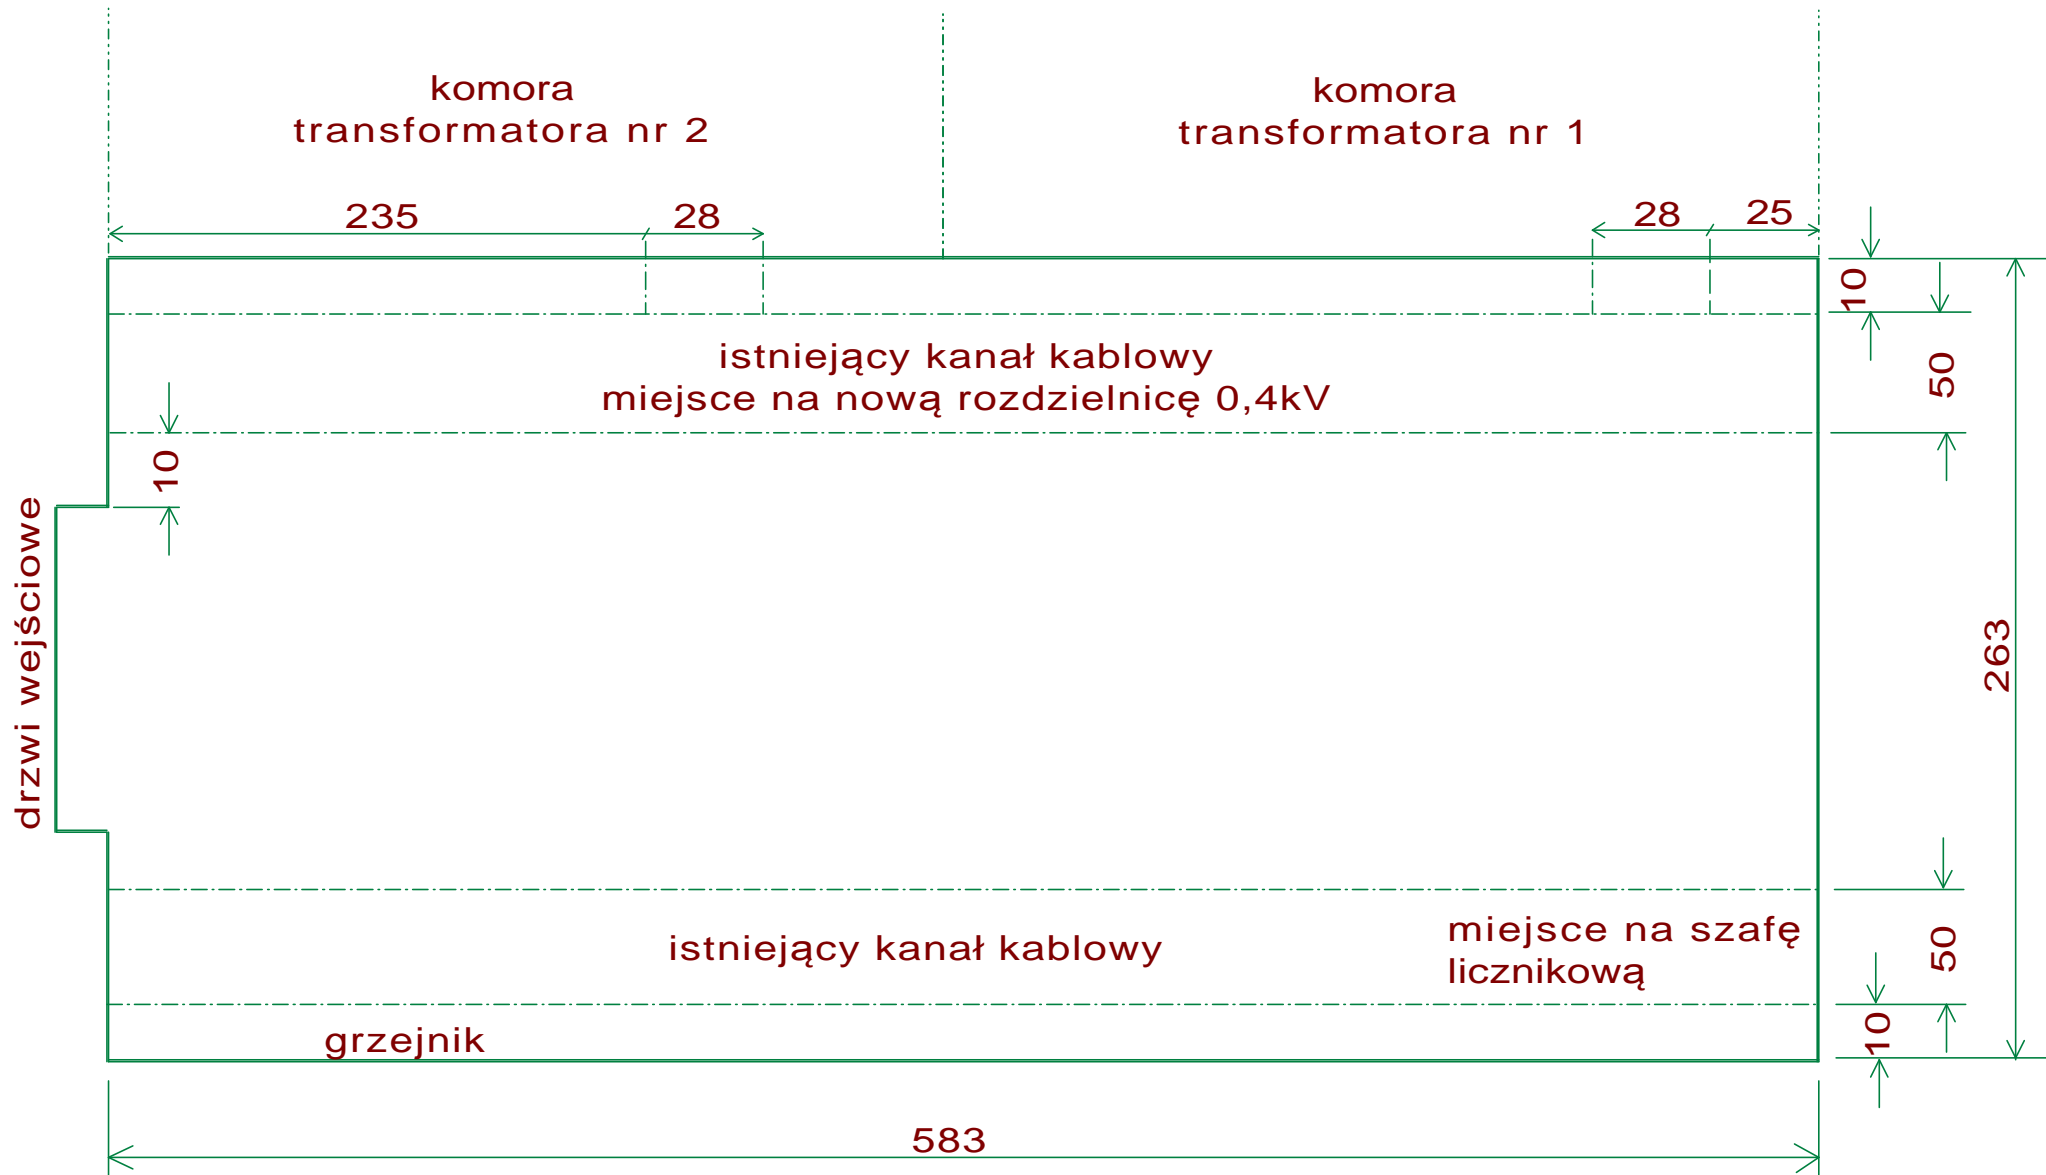 komora
transformatora nr 2
komora
transformatora nr 1
235
28
28
25
10
50
istniejący kanał kablowy
miejsce na nową rozdzielnicę 0,4kV
10
drzwi wejściowe
263
istniejący kanał kablowy
miejsce na szafę
licznikową
50
10
grzejnik
583